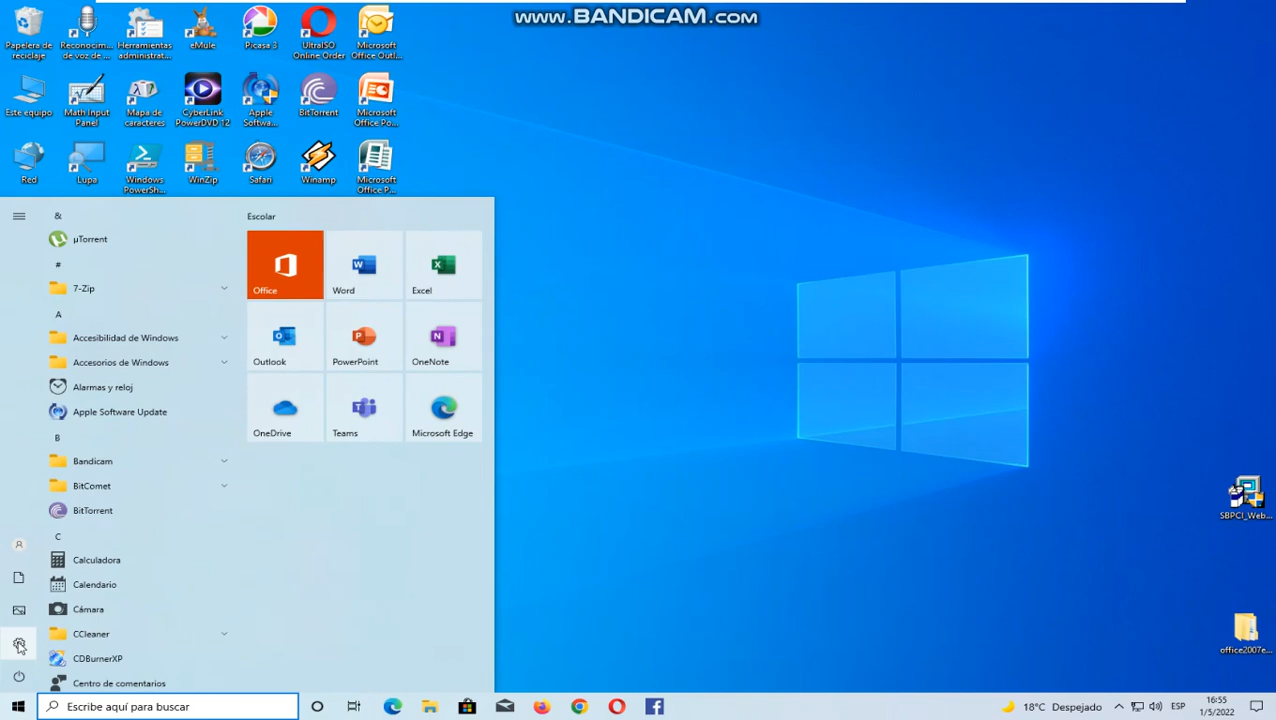 www.BANDICAM.com
Papelera de
reciclaje
Reconocim...
de voz de ...
Herramientas
administrat...
eMule
Picasa 3
UltraISO
Online Order
Microsoft
Office Outl...
Este equipo
Math Input
Panel
Mapa de
caracteres
CyberLink
PowerDVD 12
Apple
Softwa...
BitTorrent
Microsoft
Office Po...
Red
Lupa
Windows
PowerSh...
WinZip
Safari
Winamp
Microsoft
Office P...
&
µTorrent
#
7-Zip
A
Accesibilidad de Windows
Accesorios de Windows
Alarmas y reloj
Apple Software Update
B
Bandicam
BitComet
BitTorrent
C
Calculadora
Calendario
Cámara
CCleaner
CDBurnerXP
Centro de comentarios
Escolar
Office
Word
Excel
Outlook
PowerPoint
OneNote
OneDrive
Teams
Microsoft Edge
SBPCI_Web...
office2007e...
Escribe aquí para buscar
18°C Despejado
ESP
16:55
1/5/2022